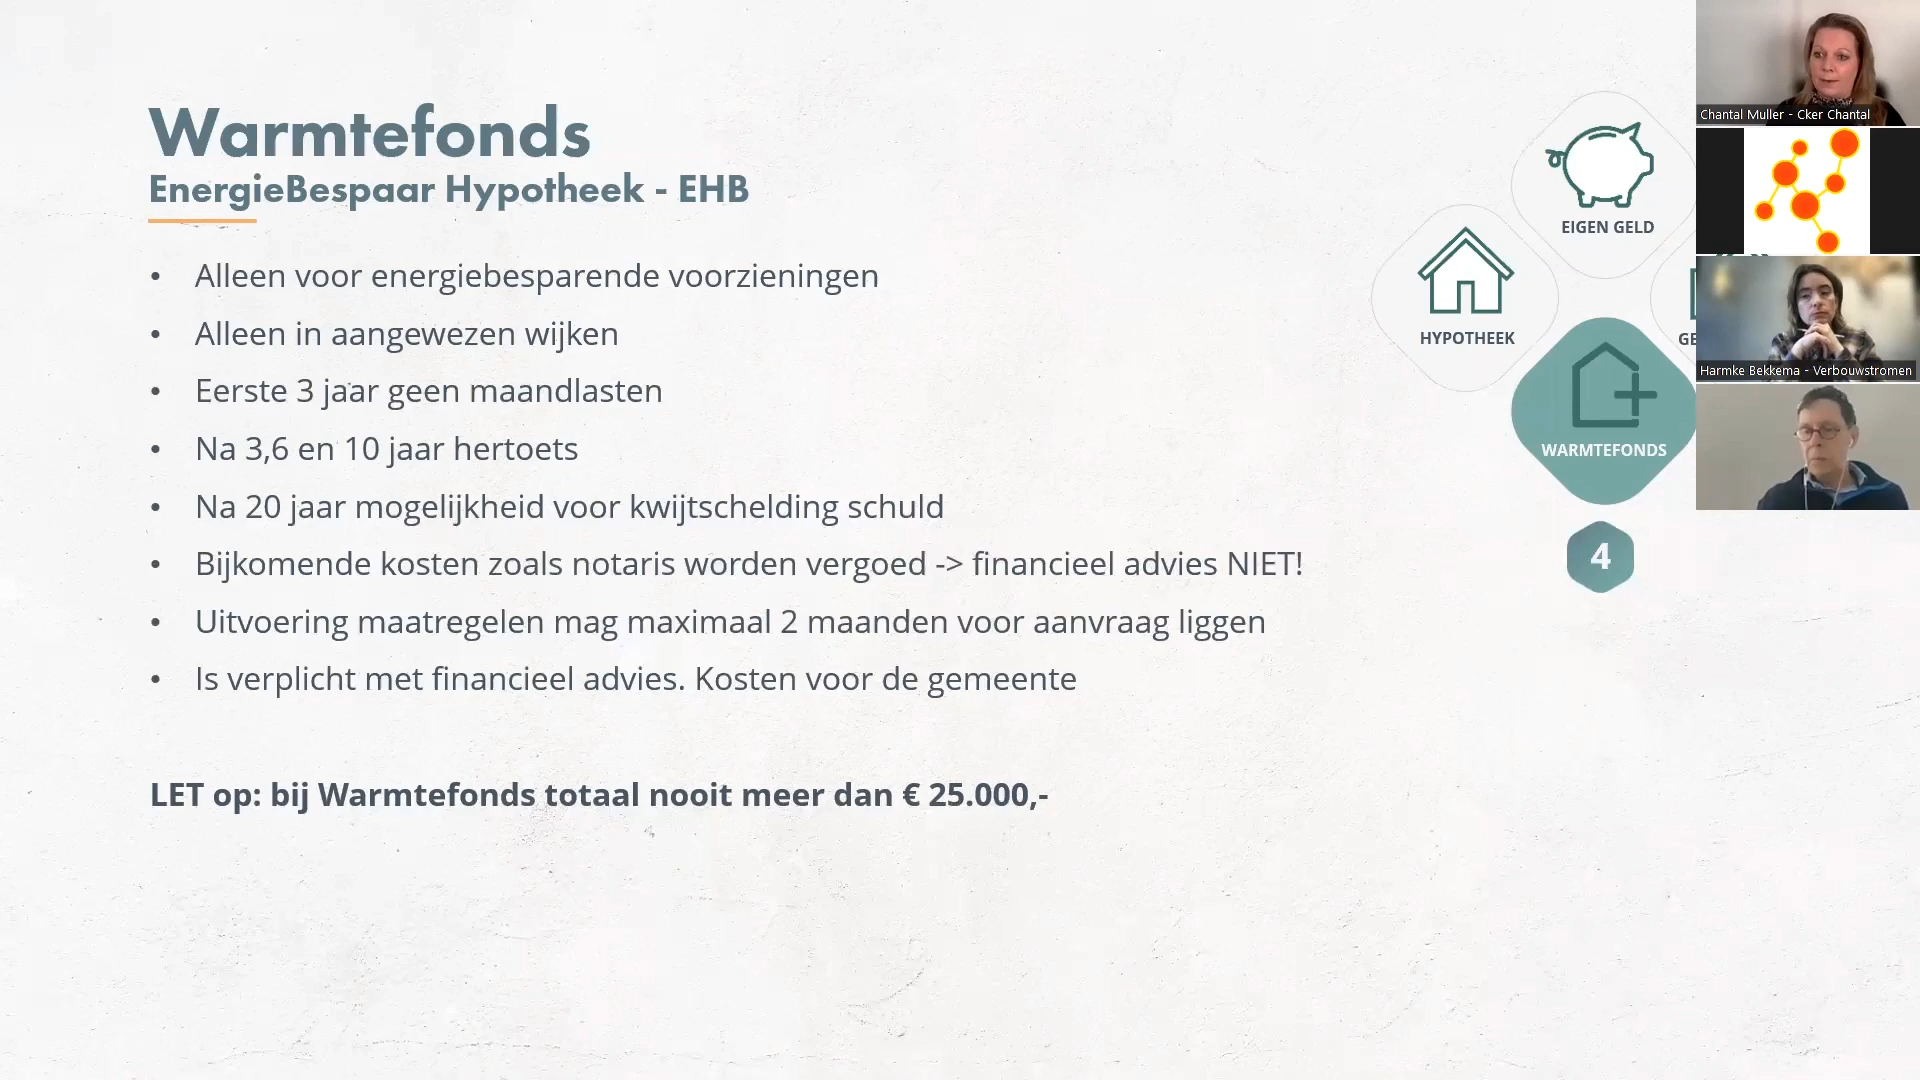 Warmtefonds
EnergieBespaar Hypotheek - EHB
• Alleen voor energiebesparende voorzieningen
• Alleen in aangewezen wijken
• Eerste 3 jaar geen maandlasten
• Na 3,6 en 10 jaar hertoets
• Na 20 jaar mogelijkheid voor kwijtschelding schuld
• Bijkomende kosten zoals notaris worden vergoed -> financieel advies NIET!
• Uitvoering maatregelen mag maximaal 2 maanden voor aanvraag liggen
• Is verplicht met financieel advies. Kosten voor de gemeente
LET op: bij Warmtefonds totaal nooit meer dan € 25.000,-
EIGEN GELD
HYPOTHEEK
WARMTEFONDS
4
Chantal Muller - Cker Chantal
Harmke Bekkema - Verbouwstromen